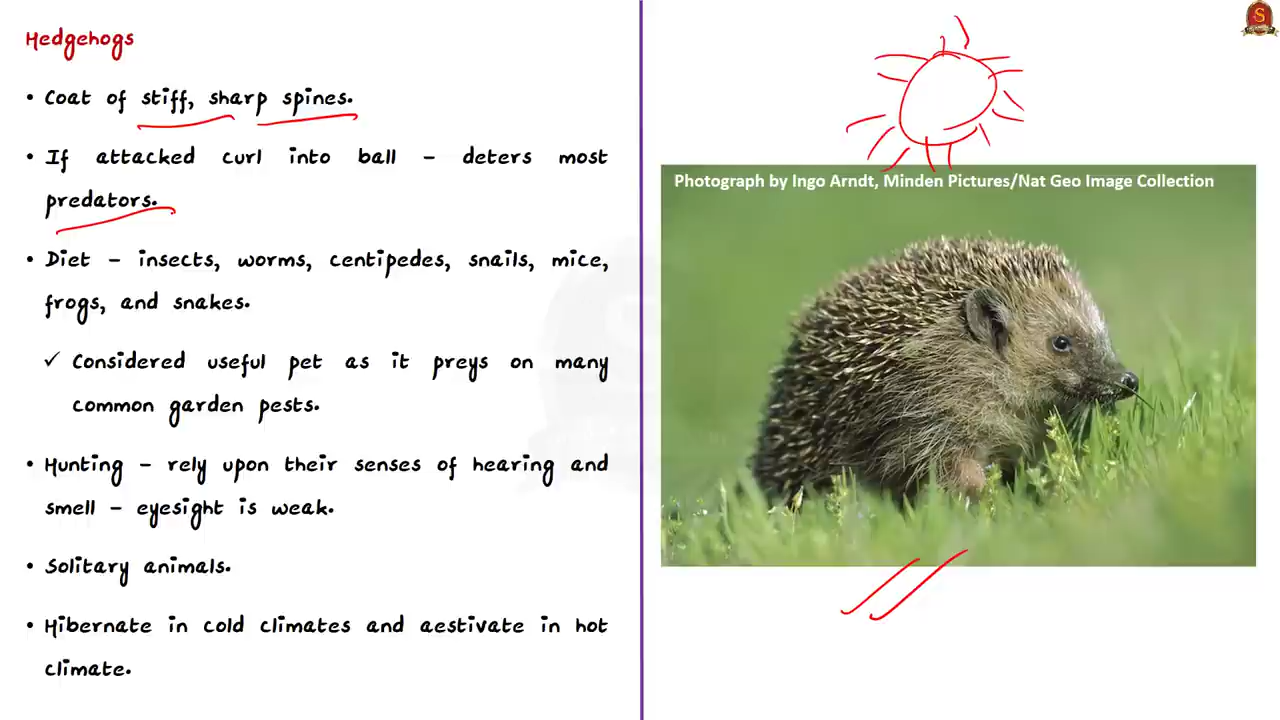 Hedgehogs
• Coat of stiff, sharp spines.
• If attacked curl into ball – deters most
predators.
• Diet – insects, worms, centipedes, snails, mice,
frogs, and snakes.
✓ Considered useful pet as it preys on many
common garden pests.
• Hunting – rely upon their senses of hearing and
smell – eyesight is weak.
• Solitary animals.
• Hibernate in cold climates and aestivate in hot
climate.
Photograph by Ingo Arndt, Minden Pictures/Nat Geo Image Collection
S